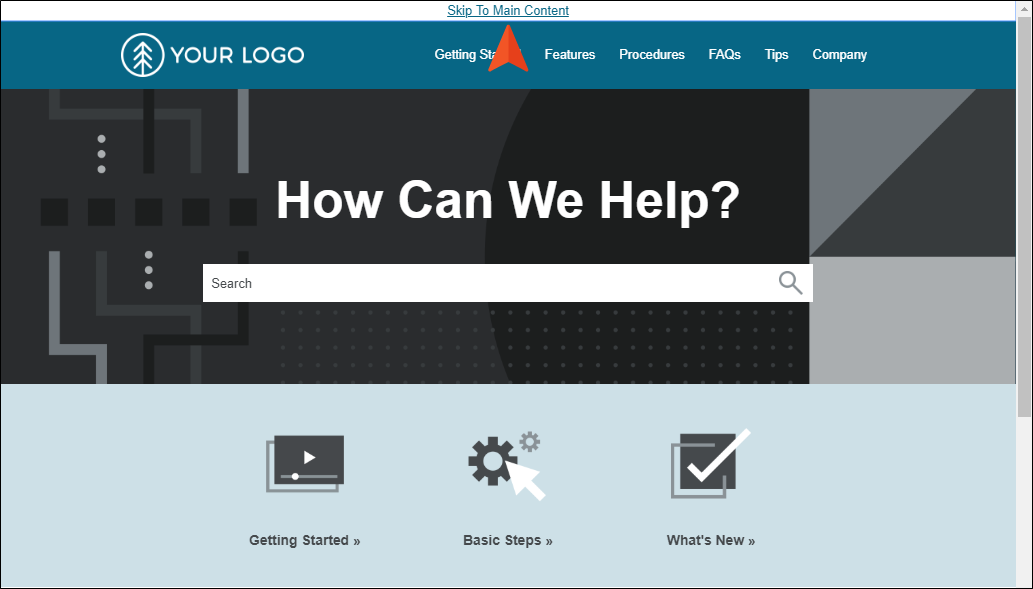 Skip To Main Content
YOUR LOGO
Getting Sta Features Procedures FAQs Tips Company
How Can We Help?
Search
Getting Started » Basic Steps » What's New »